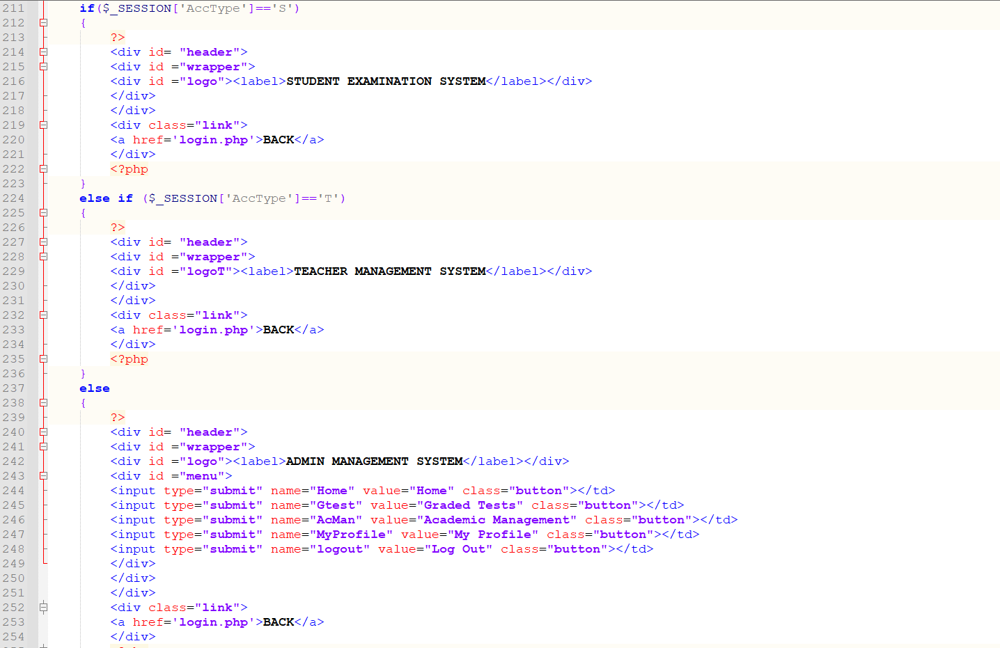 211 if($_SESSION['AccType']=='S')
212 {
213 ?>
214 <div id= "header">
215 <div id ="wrapper">
216 <div id ="logo"><label>STUDENT EXAMINATION SYSTEM</label></div>
217 </div>
218 </div>
219 <div class="link">
220 <a href='login.php'>BACK</a>
221 </div>
222 <?php
223 }
224 else if ($_SESSION['AccType']=='T')
225 {
226 ?>
227 <div id= "header">
228 <div id ="wrapper">
229 <div id ="logoT"><label>TEACHER MANAGEMENT SYSTEM</label></div>
230 </div>
231 </div>
232 <div class="link">
233 <a href='login.php'>BACK</a>
234 </div>
235 <?php
236 }
237 else
238 {
239 ?>
240 <div id= "header">
241 <div id ="wrapper">
242 <div id ="logo"><label>ADMIN MANAGEMENT SYSTEM</label></div>
243 <div id ="menu">
244 <input type="submit" name="Home" value="Home" class="button"></td>
245 <input type="submit" name="Gtest" value="Graded Tests" class="button"></td>
246 <input type="submit" name="AcMan" value="Academic Management" class="button"></td>
247 <input type="submit" name="MyProfile" value="My Profile" class="button"></td>
248 <input type="submit" name="logout" value="Log Out" class="button"></td>
249 </div>
250 </div>
251 </div>
252 <div class="link">
253 <a href='login.php'>BACK</a>
254 </div>